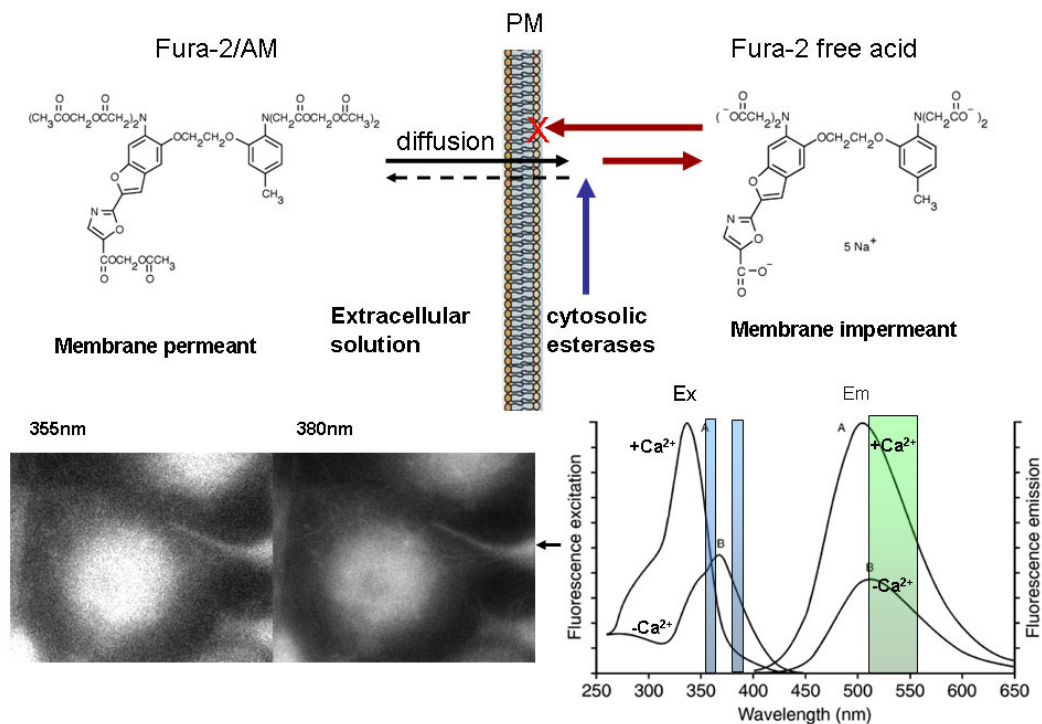 PM
Fura-2/AM
Fura-2 free acid
(CH₃COCH₂OCCH₂)₂N
O O
N(CH₂COCH₂OCCH₃)₂
O O
OCH₂CH₂O
CH₃
O
N
O
COCH₂OCCH₃
O O
diffusion
X
(⁻OCCH₂)₂N
O
N(CH₂CO⁻)₂
O
OCH₂CH₂O
CH₃
O
N
O
C-O⁻
O
5 Na⁺
Membrane permeant
Extracellular
solution
cytosolic
esterases
Membrane impermeant
355nm
380nm
Ex
Em
A
A
+Ca²⁺
+Ca²⁺
B
B
-Ca²⁺
-Ca²⁺
Fluorescence excitation
Fluorescence emission
250 300 350 400 450 500 550 600 650
Wavelength (nm)